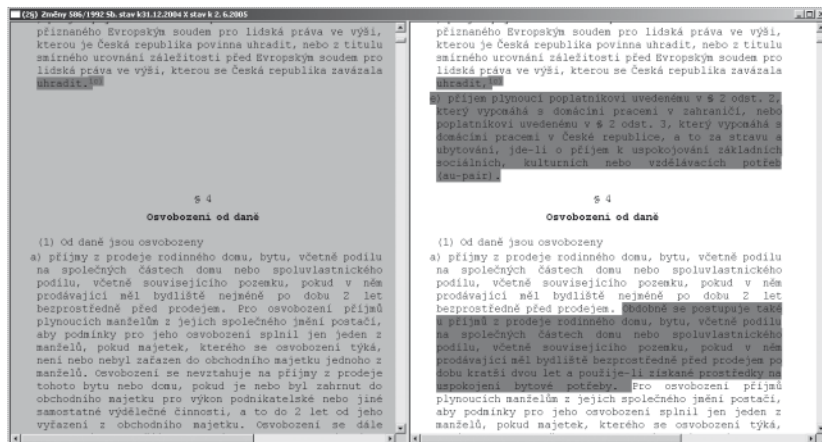 (2§) Změny 586/1992 Sb. stav k31.12.2004 X stav k 2. 6.2005
přiznaného Evropským soudem pro lidská práva ve výši,
kterou je Česká republika povinna uhradit, nebo z titulu
smírného urovnání záležitosti před Evropským soudem pro
lidská práva ve výši, kterou se Česká republika zavázala
uhradit.
§ 4
Osvobození od daně
(1) Od daně jsou osvobozeny
a) příjmy z prodeje rodinného domu, bytu, včetně podílu
na společných částech domu nebo spoluvlastnického
podílu, včetně souvisejícího pozemku, pokud v něm
prodávající měl bydliště nejméně po dobu 2 let
bezprostředně před prodejem. Pro osvobození příjmů
plynoucích manželům z jejich společného jmění postačí,
aby podmínky pro jeho osvobození splnil jen jeden z
manželů, pokud majetek, kterého se osvobození týká,
není nebo nebyl zařazen do obchodního majetku jednoho z
manželů. Osvobození se nevztahuje na příjmy z prodeje
tohoto bytu nebo domu, pokud je nebo byl zahrnut do
obchodního majetku pro výkon podnikatelské nebo jiné
samostatné výdělečné činnosti, a to do 2 let od jeho
vyřazení z obchodního majetku. Osvobození se dále
přiznaného Evropským soudem pro lidská práva ve výši,
kterou je Česká republika povinna uhradit, nebo z titulu
smírného urovnání záležitosti před Evropským soudem pro
lidská práva ve výši, kterou se Česká republika zavázala
uhradit,
e) příjem plynoucí poplatníkovi uvedenému v § 2 odst. 2,
který vypomáhá s domácími pracemi v zahraničí, nebo
poplatníkovi uvedenému v § 2 odst. 3, který vypomáhá s
domácími pracemi v České republice, a to za stravu a
ubytování, jde-li o příjem k uspokojování základních
sociálních, kulturních nebo vzdělávacích potřeb
(au-pair).
§ 4
Osvobození od daně
(1) Od daně jsou osvobozeny
a) příjmy z prodeje rodinného domu, bytu, včetně podílu
na společných částech domu nebo spoluvlastnického
podílu, včetně souvisejícího pozemku, pokud v něm
prodávající měl bydliště nejméně po dobu 2 let
bezprostředně před prodejem. Obdobně se postupuje také
u příjmů z prodeje rodinného domu, bytu, včetně podílu
na společných částech domu nebo spoluvlastnického
podílu, včetně souvisejícího pozemku, pokud v něm
prodávající měl bydliště bezprostředně před prodejem po
dobu kratší dvou let a použije-li získané prostředky na
uspokojení bytové potřeby. Pro osvobození příjmů
plynoucích manželům z jejich společného jmění postačí,
aby podmínky pro jeho osvobození splnil jen jeden z
manželů, pokud majetek, kterého se osvobození týká,